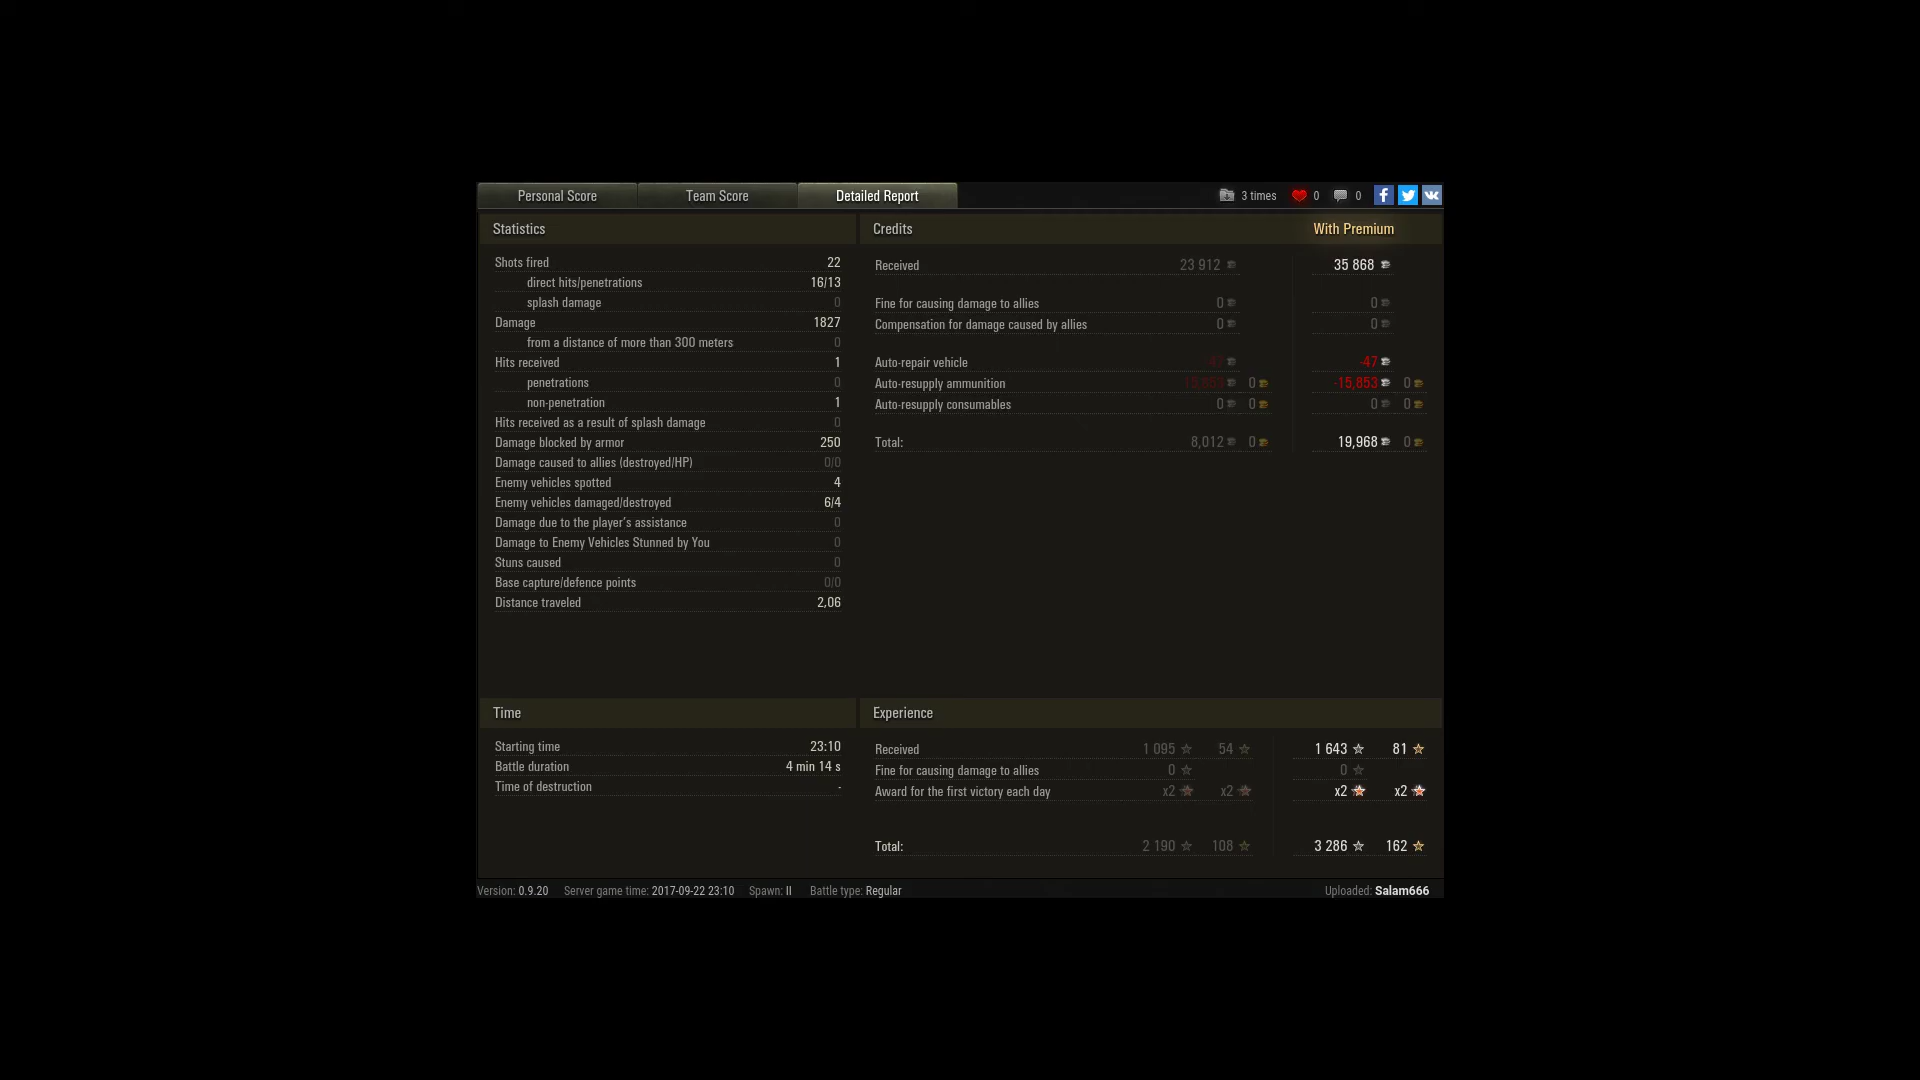 Personal Score Team Score Detailed Report 3 times 0 0
Statistics
Shots fired 22
direct hits/penetrations 16/13
splash damage 0
Damage 1827
from a distance of more than 300 meters 0
Hits received 1
penetrations 0
non-penetration 1
Hits received as a result of splash damage 0
Damage blocked by armor 250
Damage caused to allies (destroyed/HP) 0/0
Enemy vehicles spotted 4
Enemy vehicles damaged/destroyed 6/4
Damage due to the player's assistance 0
Damage to Enemy Vehicles Stunned by You 0
Stuns caused 0
Base capture/defence points 0/0
Distance traveled 2,06
Credits With Premium
Received 23 912 35 868
Fine for causing damage to allies 0 0
Compensation for damage caused by allies 0 0
Auto-repair vehicle -47 -47
Auto-resupply ammunition -15,853 0 -15,853 0
Auto-resupply consumables 0 0 0 0
Total: 8,012 0 19,968 0
Time
Starting time 23:10
Battle duration 4 min 14 s
Time of destruction -
Experience
Received 1 095 54 1 643 81
Fine for causing damage to allies 0 0
Award for the first victory each day x2 x2 x2 x2
Total: 2 190 108 3 286 162
Version: 0.9.20 Server game time: 2017-09-22 23:10 Spawn: II Battle type: Regular Uploaded: Salam666